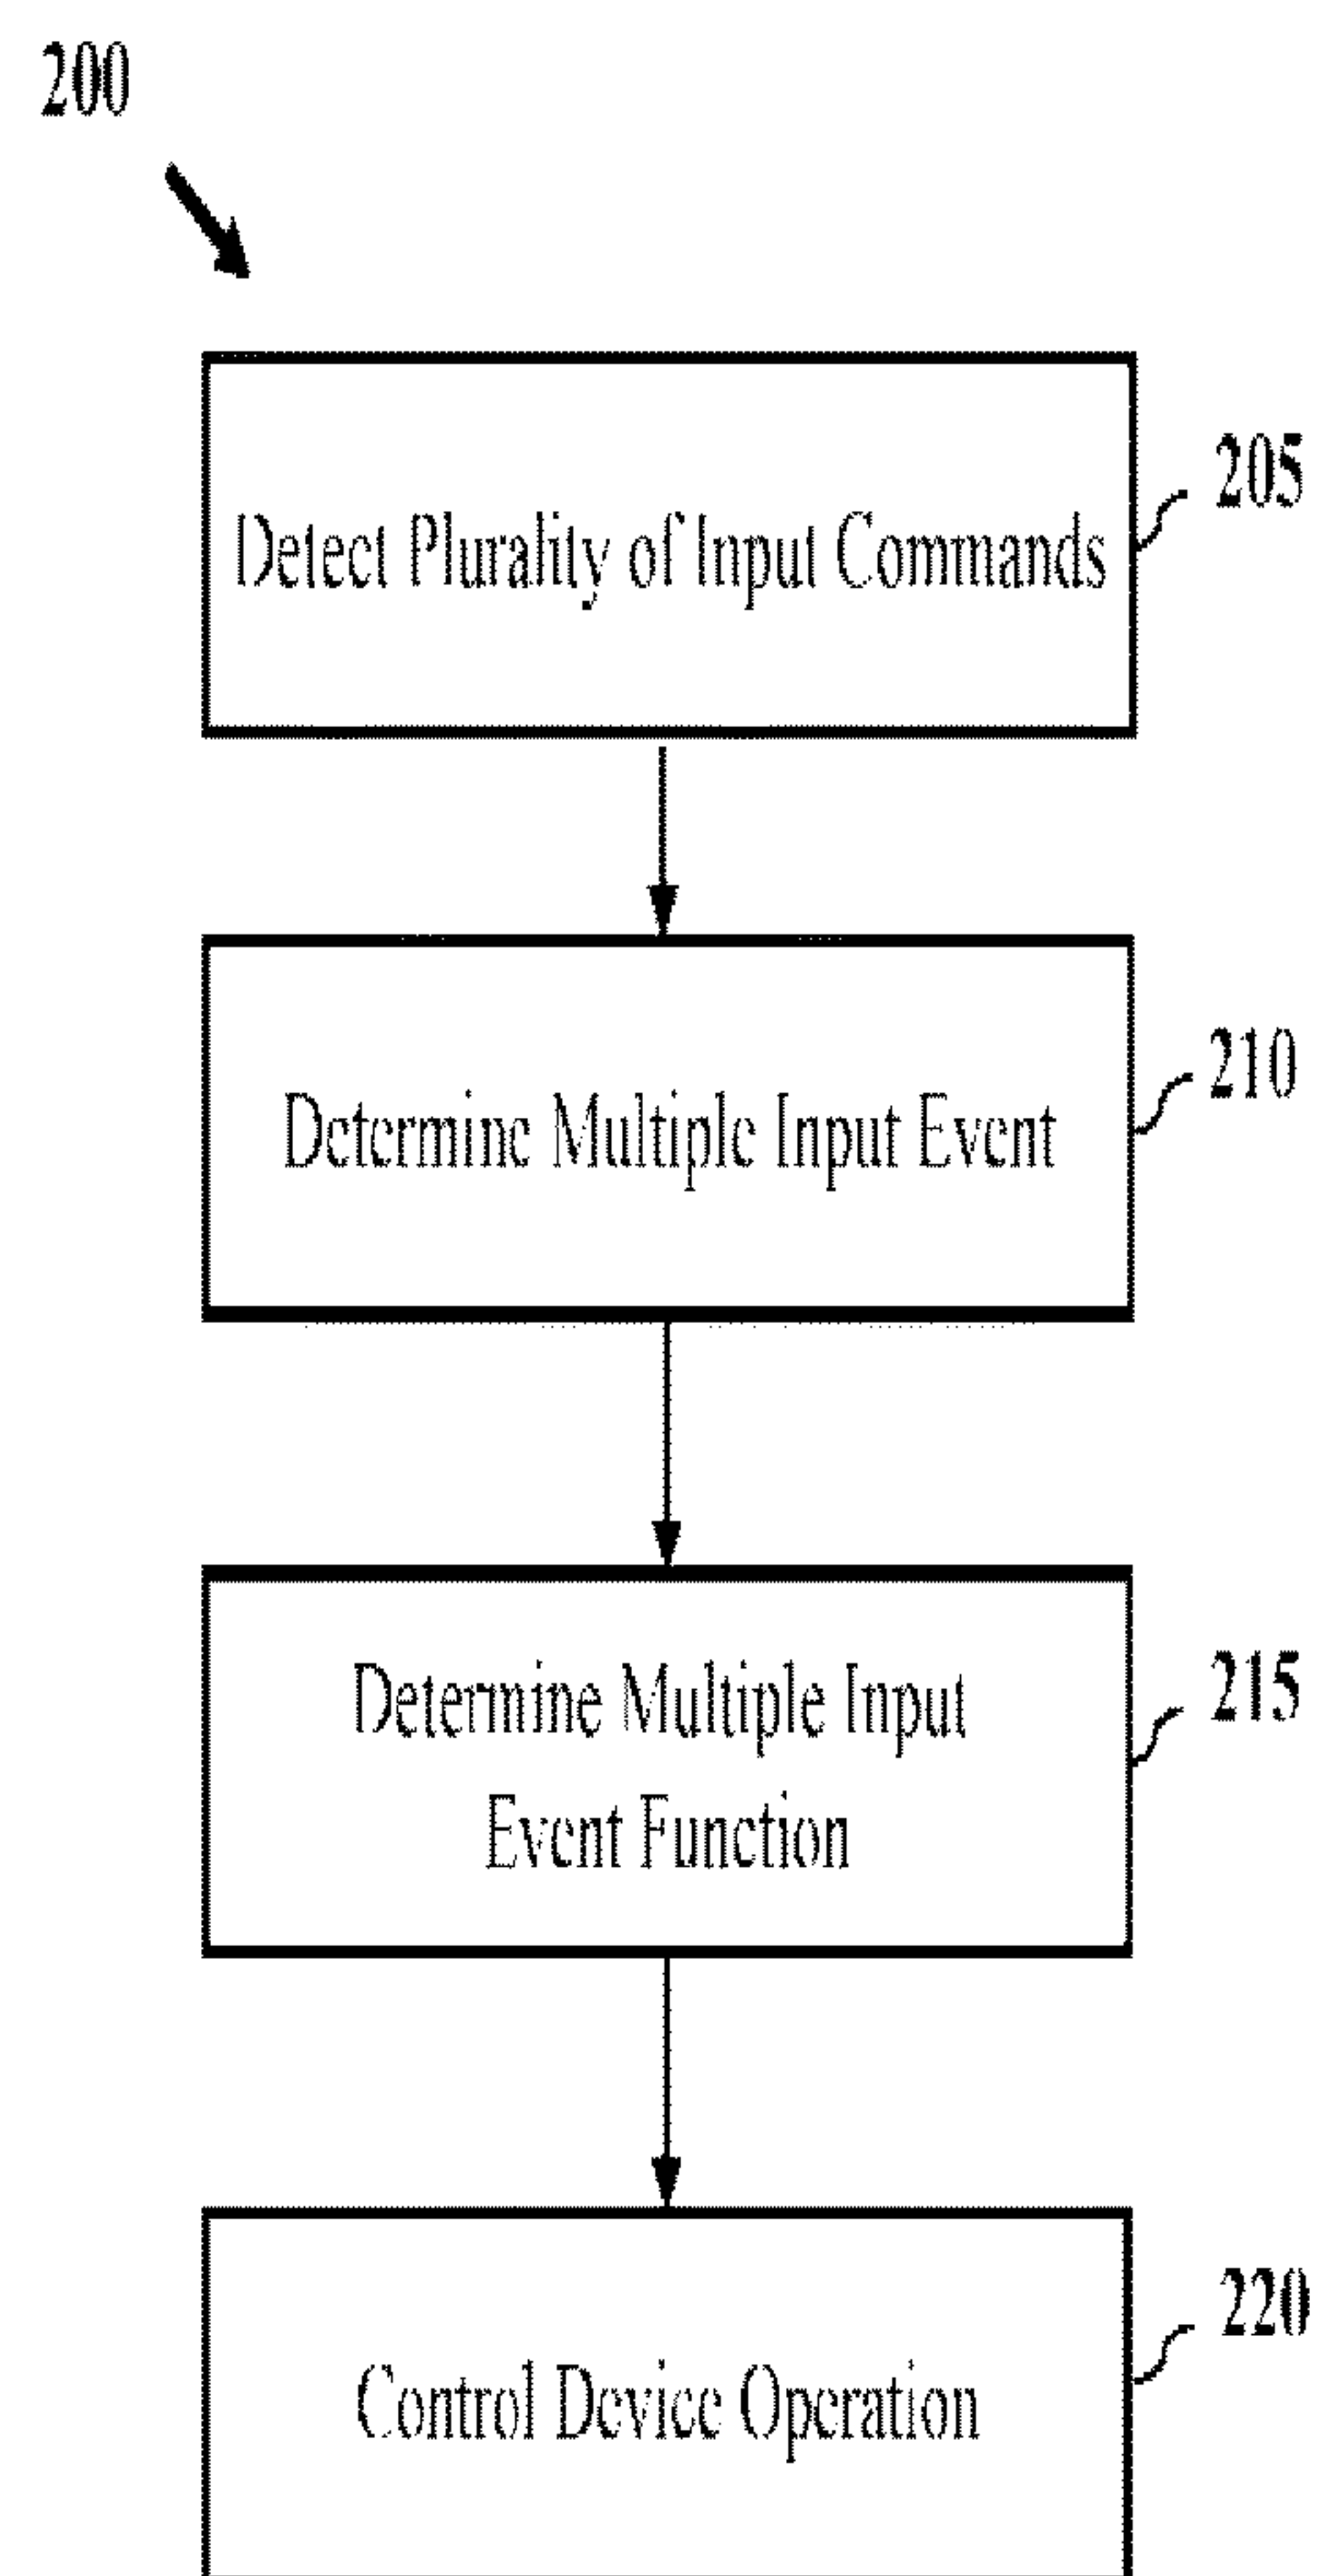 200
205
Detect Plurality of Input Commands
210
Determine Multiple Input Event
215
Determine Multiple Input
Event Function
220
Control Device Operation